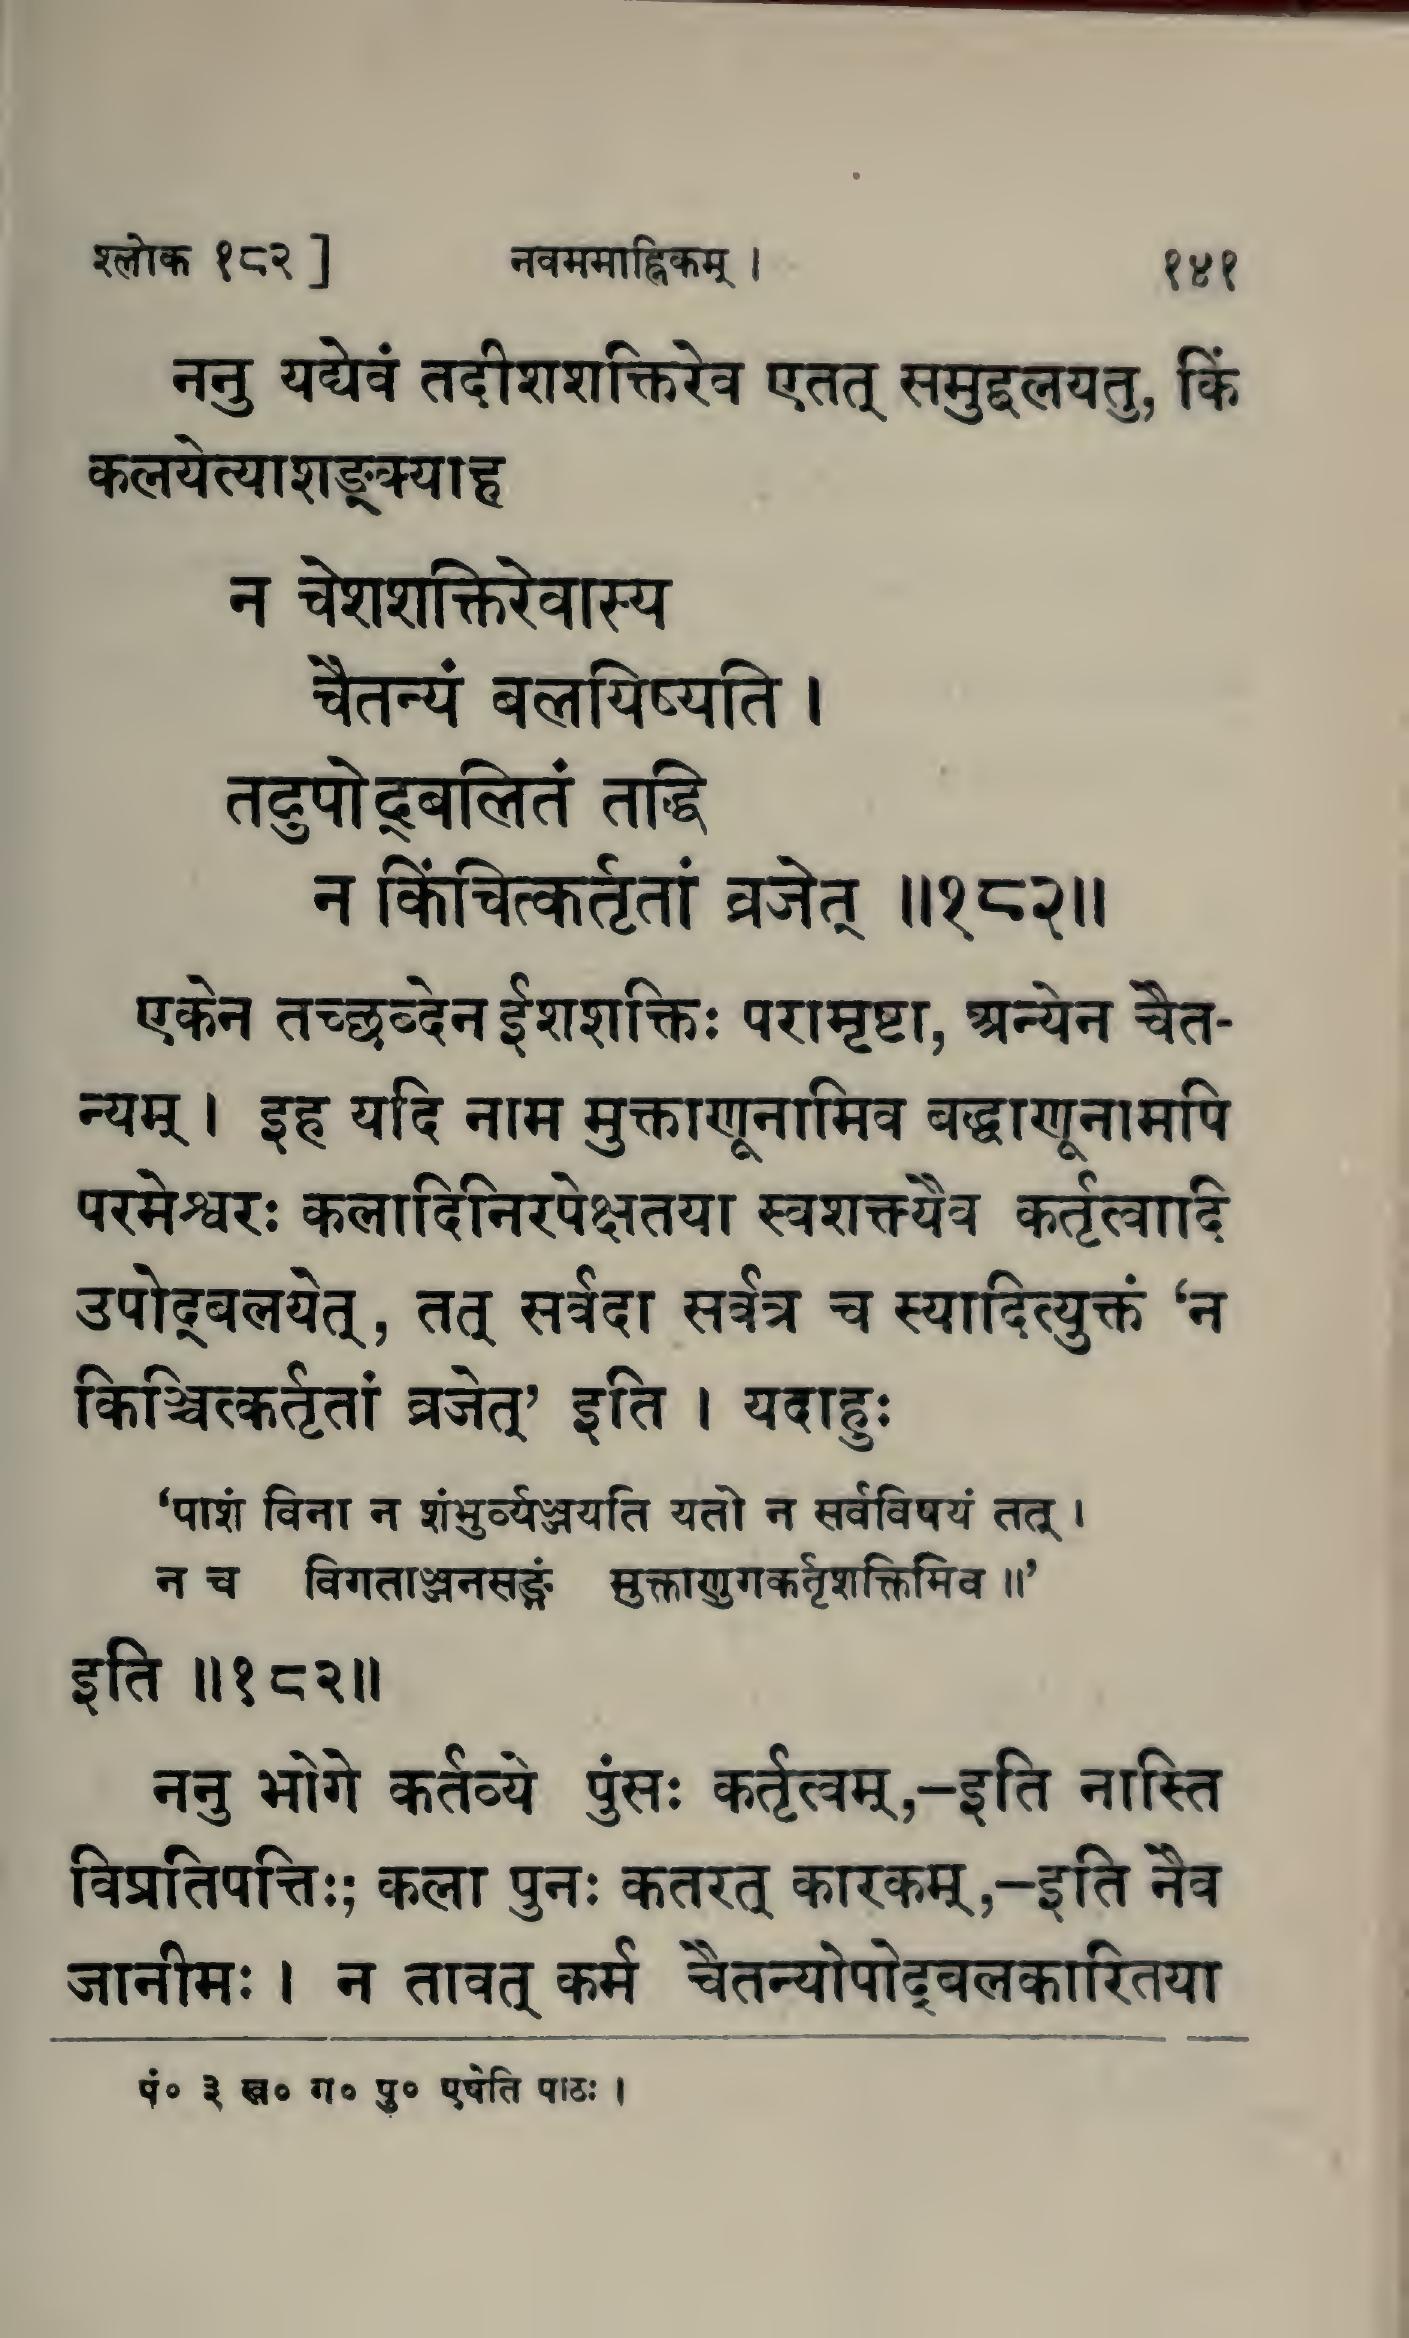 श्लोक १८२ ] नवममाह्निकम् । १४१
ननु यद्येवं तदीशशक्तिरेव एतत् समुद्बलयतु, किं
कलयेत्याशङ्क्याह
न चेशशक्तिरेवास्य
चैतन्यं बलयिष्यति ।
तदुपोद्बलितं तद्धि
न किंचित्कर्तृतां व्रजेत् ॥१८२॥
एकेन तच्छब्देन ईशशक्तिः परामृष्टा, अन्येन चैत-
न्यम् । इह यदि नाम मुक्ताणूनामिव बद्धाणूनामपि
परमेश्वरः कलादिनिरपेक्षतया स्वशक्त्यैव कर्तृत्वादि
उपोद्बलयेत्, तत् सर्वदा सर्वत्र च स्यादित्युक्तं ‘न
किञ्चित्कर्तृतां व्रजेत्’ इति । यदाहुः
‘पाशं विना न शंभुर्व्यञ्जयति यतो न सर्वविषयं तत् ।
न च विगताञ्जनसङ्गं मुक्ताणुगकर्तृशक्तिमिव ॥’
इति ॥१८२॥
ननु भोगे कर्तव्ये पुंसः कर्तृत्वम्,–इति नास्ति
विप्रतिपत्तिः; कला पुनः कतरत् कारकम्,–इति नैव
जानीमः । न तावत् कर्म चैतन्योपोद्बलकारितया
पं० ३ ख० ग० पु० एषेति पाठः ।